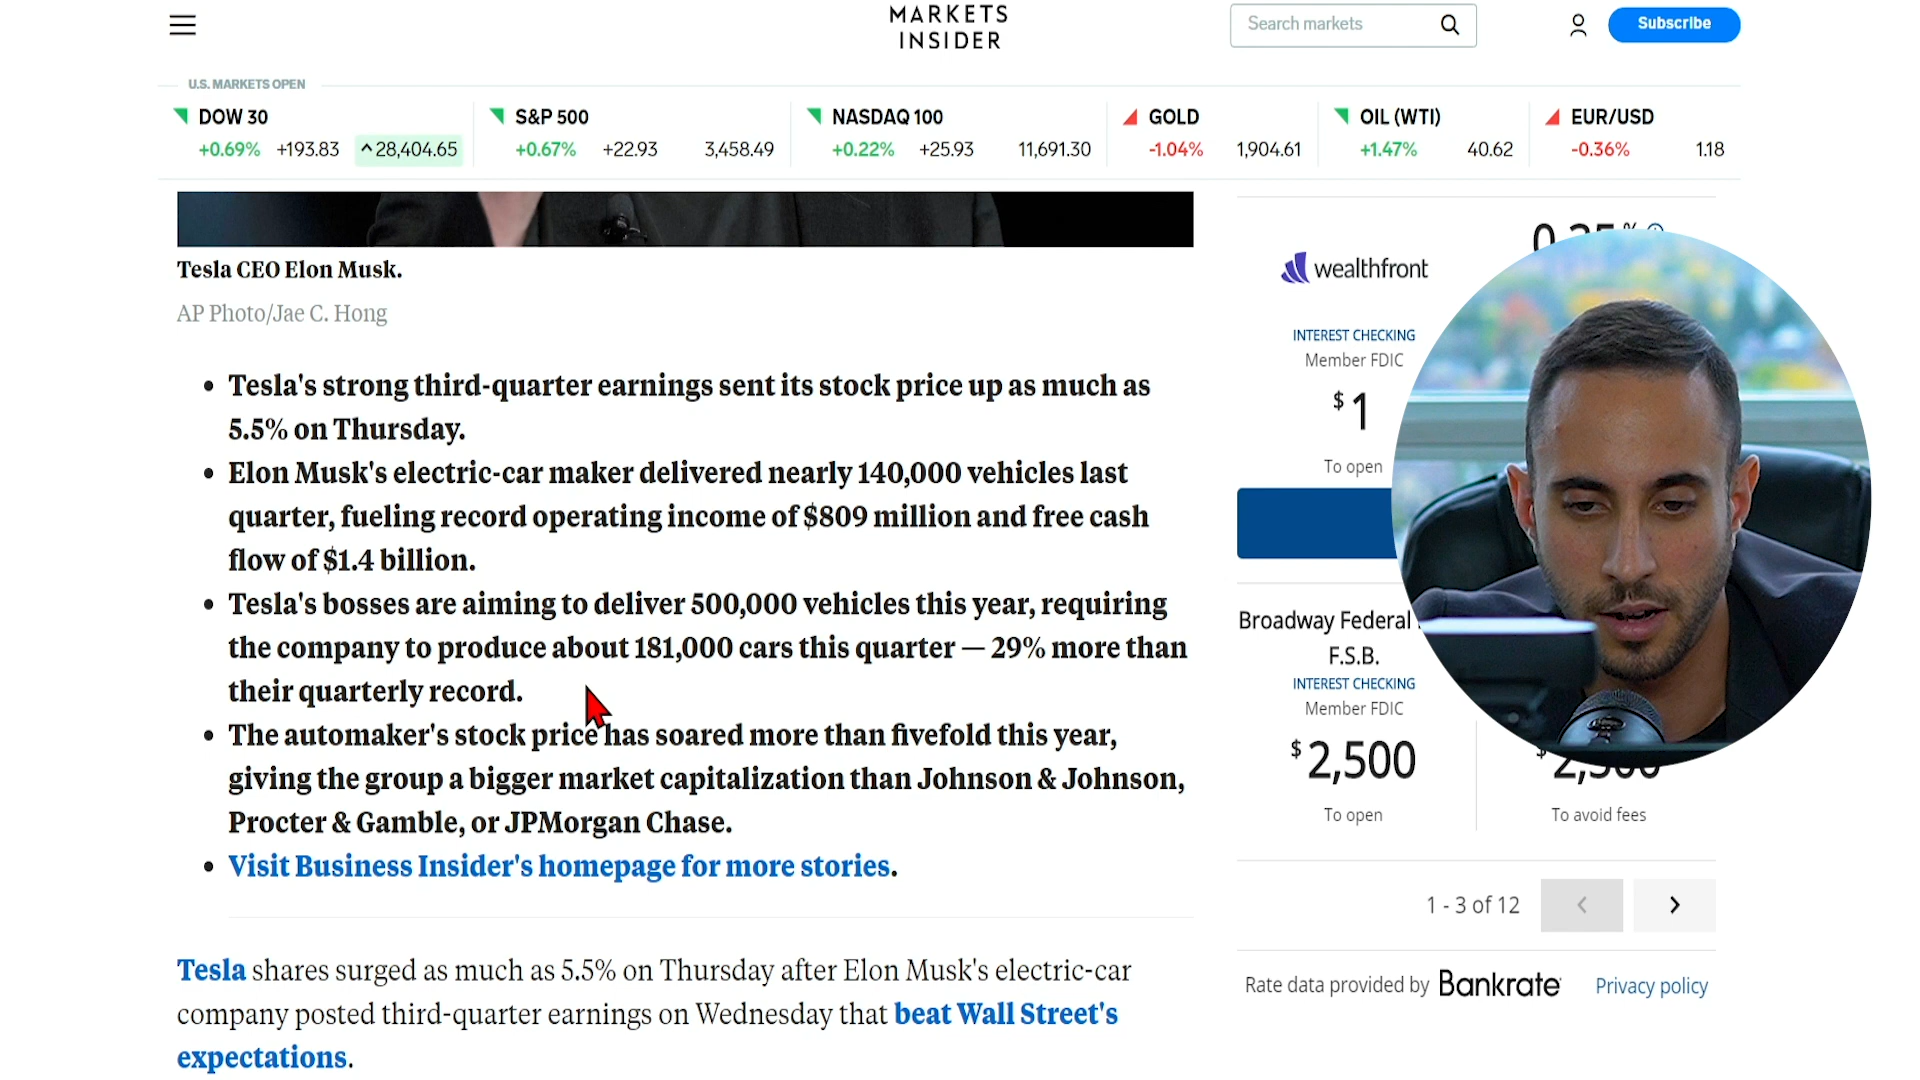 MARKETS
INSIDER
Search markets
Subscribe
U.S. MARKETS OPEN
DOW 30
+0.69% +193.83 28,404.65
S&P 500
+0.67% +22.93 3,458.49
NASDAQ 100
+0.22% +25.93 11,691.30
GOLD
-1.04% 1,904.61
OIL (WTI)
+1.47% 40.62
EUR/USD
-0.36% 1.18
Tesla CEO Elon Musk.
AP Photo/Jae C. Hong
• Tesla's strong third-quarter earnings sent its stock price up as much as
5.5% on Thursday.
• Elon Musk's electric-car maker delivered nearly 140,000 vehicles last
quarter, fueling record operating income of $809 million and free cash
flow of $1.4 billion.
• Tesla's bosses are aiming to deliver 500,000 vehicles this year, requiring
the company to produce about 181,000 cars this quarter — 29% more than
their quarterly record.
• The automaker's stock price has soared more than fivefold this year,
giving the group a bigger market capitalization than Johnson & Johnson,
Procter & Gamble, or JPMorgan Chase.
• Visit Business Insider's homepage for more stories.
Tesla shares surged as much as 5.5% on Thursday after Elon Musk's electric-car
company posted third-quarter earnings on Wednesday that beat Wall Street's
expectations.
wealthfront
INTEREST CHECKING
Member FDIC
$1
To open
Broadway Federal
F.S.B.
INTEREST CHECKING
Member FDIC
$2,500
To open
To avoid fees
1 - 3 of 12
Rate data provided by Bankrate
Privacy policy